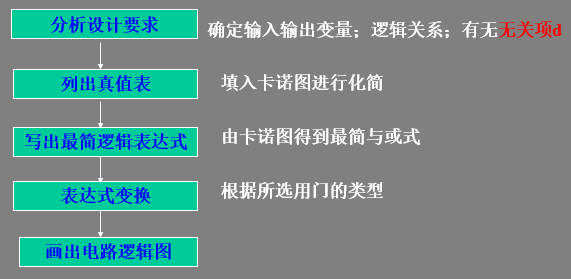 分析设计要求
确定输入输出变量；逻辑关系；有无无关项d
列出真值表
填入卡诺图进行化简
写出最简逻辑表达式
由卡诺图得到最简与或式
表达式变换
根据所选用门的类型
画出电路逻辑图